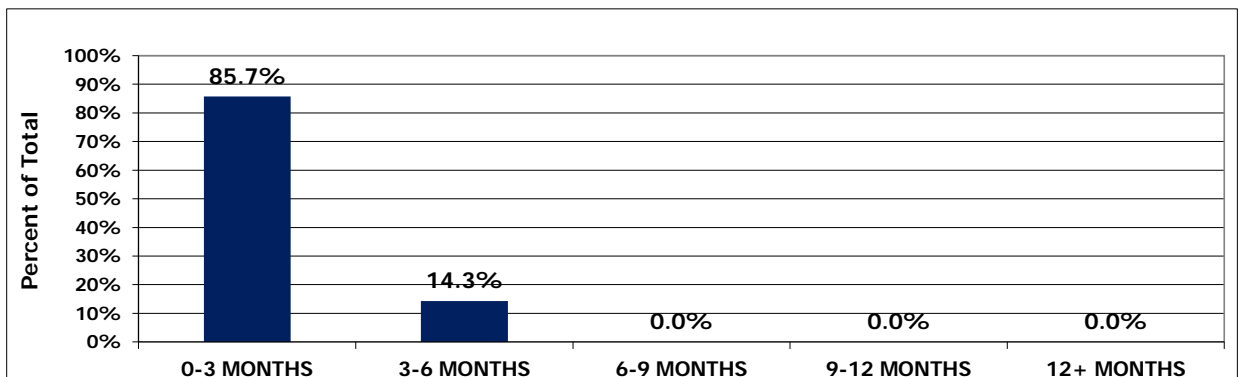 Percent of Total
100%
90%
80%
70%
60%
50%
40%
30%
20%
10%
0%
85.7%
14.3%
0.0%
0.0%
0.0%
0-3 MONTHS
3-6 MONTHS
6-9 MONTHS
9-12 MONTHS
12+ MONTHS